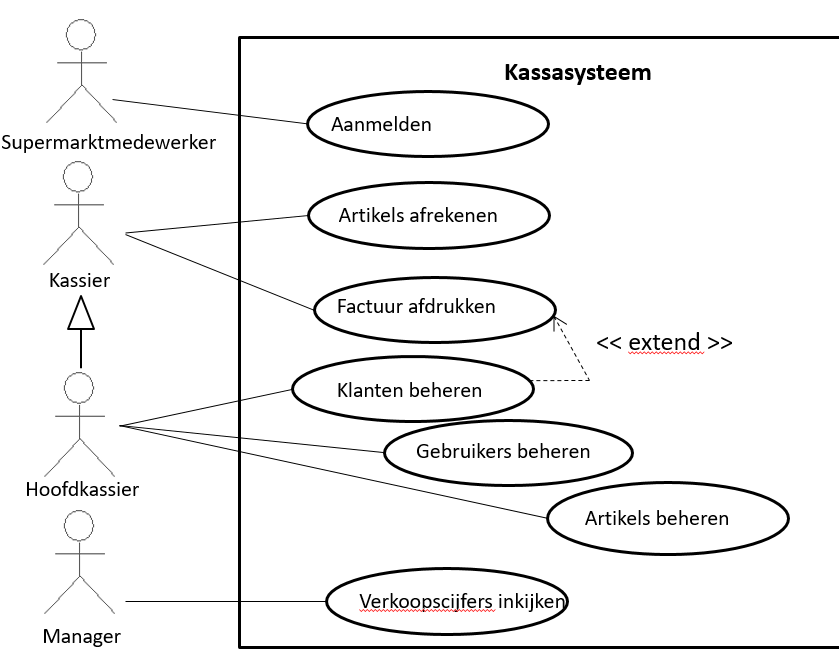 Kassasysteem
Aanmelden
Supermarktmedewerker
Artikels afrekenen
Kassier
Factuur afdrukken
<< extend >>
Klanten beheren
Gebruikers beheren
Hoofdkassier
Artikels beheren
Verkoopscijfers inkijken
Manager